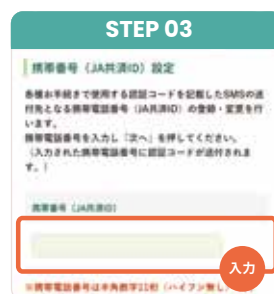 STEP 03
携帯番号（JA共済ID）設定
各種お手続きで使用する認証コードを記載したSMSの送
付先となる携帯電話番号（JA共済ID）の登録・変更を行
います。
携帯電話番号を入力し「次へ」を押してください。
（入力された携帯電話番号に認証コードが送付されま
す。）
携帯番号（JA共済ID）
入力
※携帯電話番号は半角数字11桁（ハイフン無し）